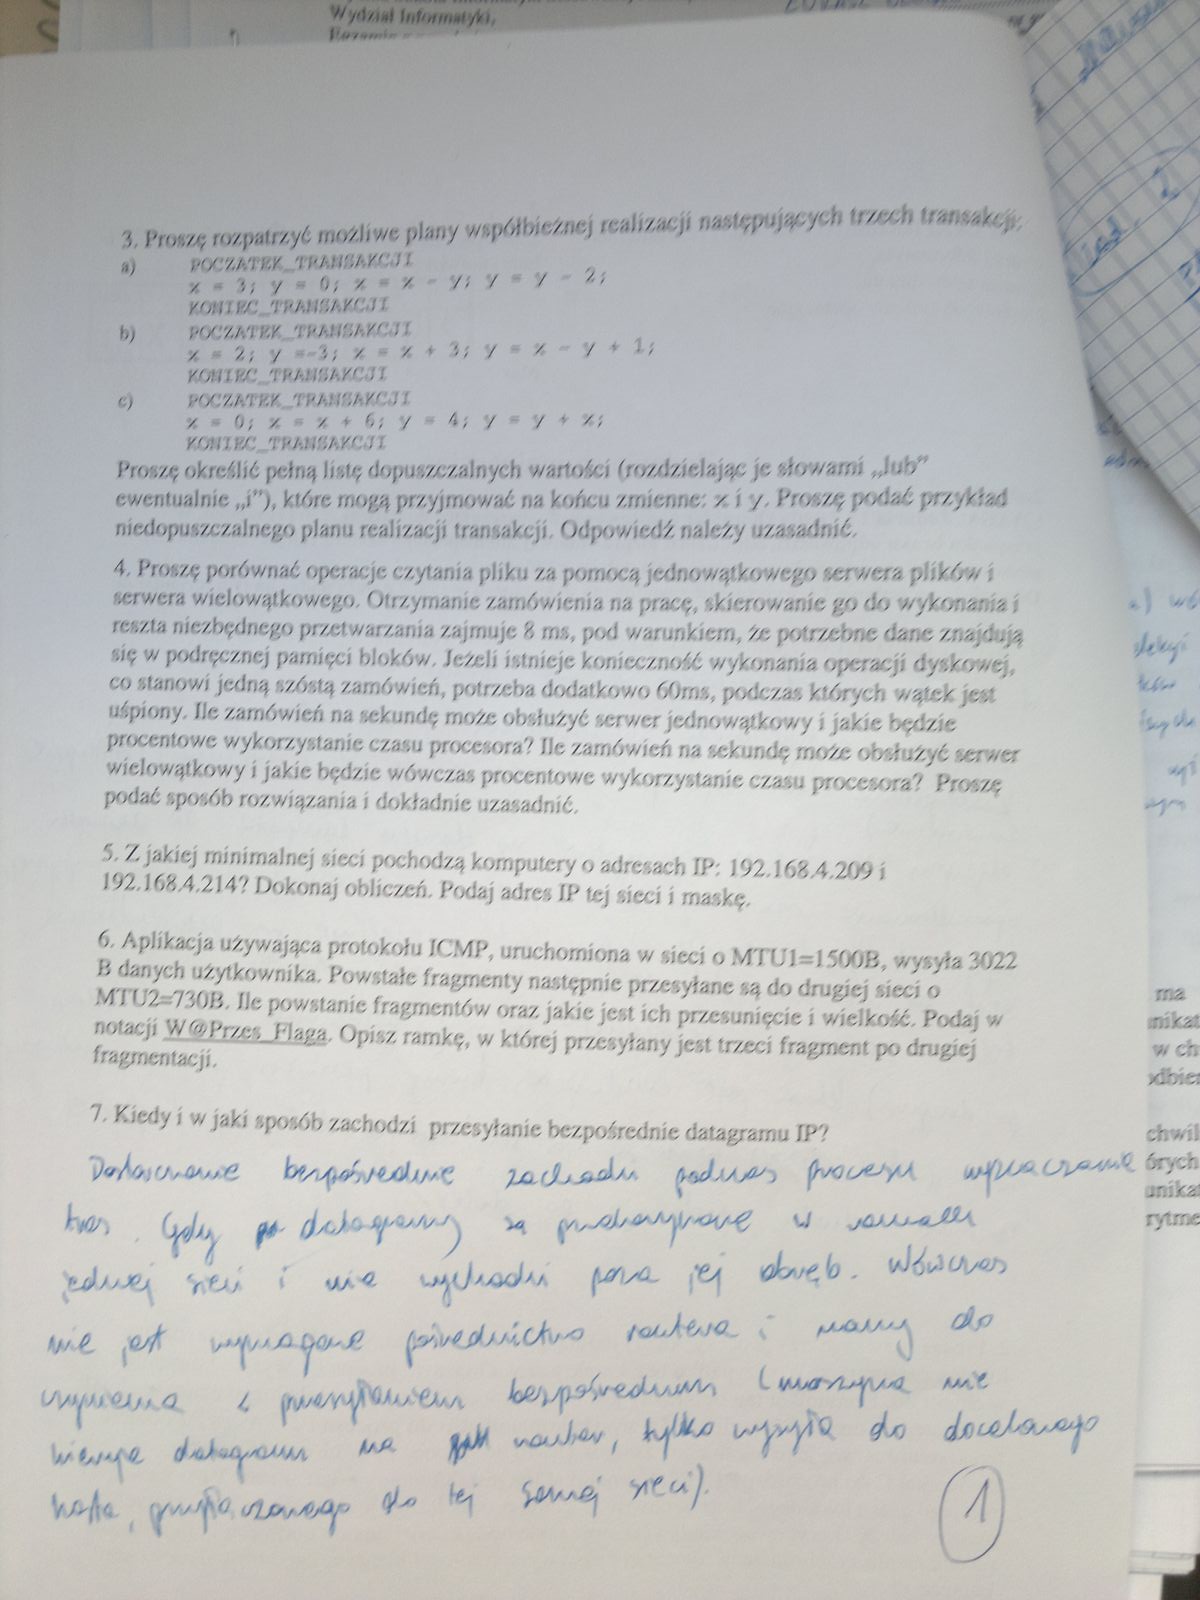 Wydział Informatyki,
3. Proszę rozpatrzyć możliwe plany współbieżnej realizacji następujących trzech transakcji:
a) POCZATEK_TRANSAKCJI
x = 3; y = 0; x = x - y; y = y - 2;
KONIEC_TRANSAKCJI
b) POCZATEK_TRANSAKCJI
x = 2; y =-3; x = x + 3; y = x - y + 1;
KONIEC_TRANSAKCJI
c) POCZATEK_TRANSAKCJI
x = 0; x = x + 6; y = 4; y = y + x;
KONIEC_TRANSAKCJI
Proszę określić pełną listę dopuszczalnych wartości (rozdzielając je słowami „lub”
ewentualnie „i”), które mogą przyjmować na końcu zmienne: x i y. Proszę podać przykład
niedopuszczalnego planu realizacji transakcji. Odpowiedź należy uzasadnić.
4. Proszę porównać operacje czytania pliku za pomocą jednowątkowego serwera plików i
serwera wielowątkowego. Otrzymanie zamówienia na pracę, skierowanie go do wykonania i
reszta niezbędnego przetwarzania zajmuje 8 ms, pod warunkiem, że potrzebne dane znajdują
się w podręcznej pamięci bloków. Jeżeli istnieje konieczność wykonania operacji dyskowej,
co stanowi jedną szóstą zamówień, potrzeba dodatkowo 60ms, podczas których wątek jest
uśpiony. Ile zamówień na sekundę może obsłużyć serwer jednowątkowy i jakie będzie
procentowe wykorzystanie czasu procesora? Ile zamówień na sekundę może obsłużyć serwer
wielowątkowy i jakie będzie wówczas procentowe wykorzystanie czasu procesora? Proszę
podać sposób rozwiązania i dokładnie uzasadnić.
5. Z jakiej minimalnej sieci pochodzą komputery o adresach IP: 192.168.4.209 i
192.168.4.214? Dokonaj obliczeń. Podaj adres IP tej sieci i maskę.
6. Aplikacja używająca protokołu ICMP, uruchomiona w sieci o MTU1=1500B, wysyła 3022
B danych użytkownika. Powstałe fragmenty następnie przesyłane są do drugiej sieci o
MTU2=730B. Ile powstanie fragmentów oraz jakie jest ich przesunięcie i wielkość. Podaj w
notacji W@Przes_Flaga. Opisz ramkę, w której przesyłany jest trzeci fragment po drugiej
fragmentacji.
7. Kiedy i w jaki sposób zachodzi przesyłanie bezpośrednie datagramu IP?
Dostarczanie bezpośrednie zachodzi podczas procesu wyznaczania
tras. Gdy datagramy są przekazywane w ramach
jednej sieci i nie wychodzi poza jej obręb. Wówczas
nie jest wymagane pośrednictwo routera i mamy do
czynienia z przesyłaniem bezpośrednim (maszyna nie
kieruje datagramu na router, tylko wysyła do docelowego
hosta, przyłączonego do tej samej sieci).
1